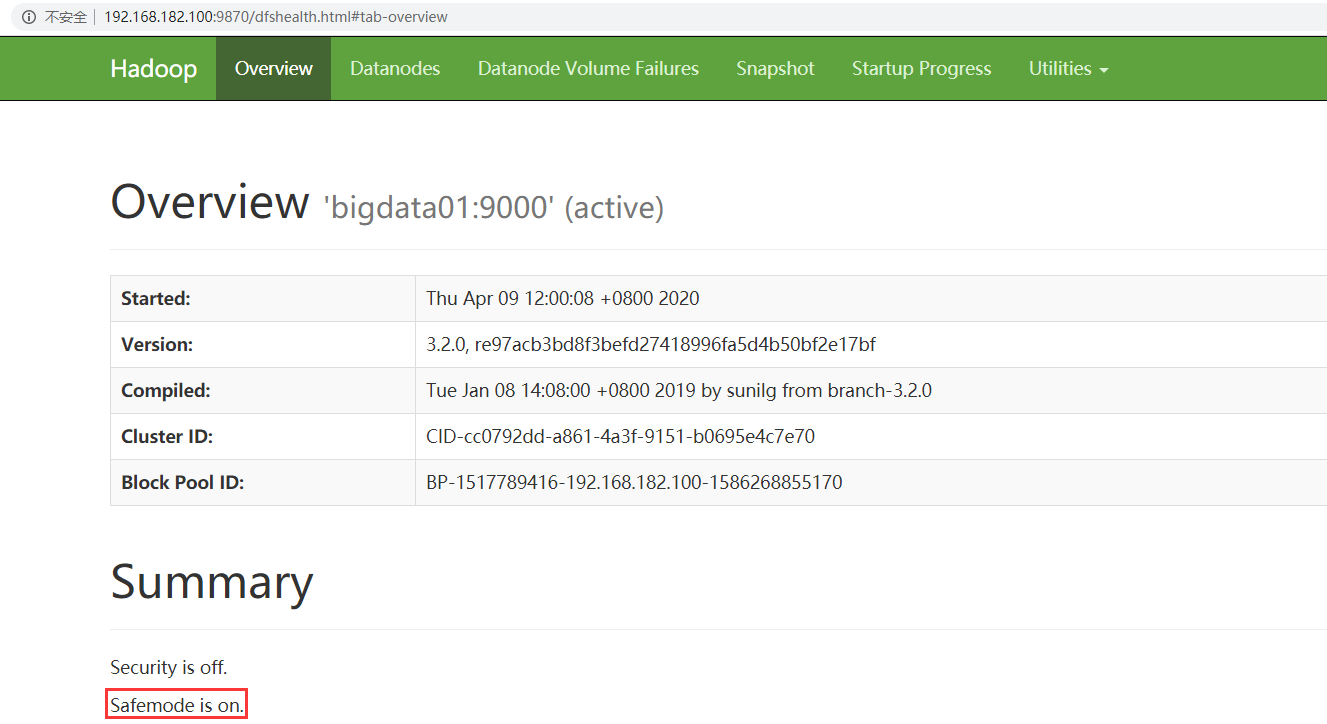 不安全 192.168.182.100:9870/dfshealth.html#tab-overview
Hadoop Overview Datanodes Datanode Volume Failures Snapshot Startup Progress Utilities
Overview 'bigdata01:9000' (active)
Started: Thu Apr 09 12:00:08 +0800 2020
Version: 3.2.0, re97acb3bd8f3befd27418996fa5d4b50bf2e17bf
Compiled: Tue Jan 08 14:08:00 +0800 2019 by sunilg from branch-3.2.0
Cluster ID: CID-cc0792dd-a861-4a3f-9151-b0695e4c7e70
Block Pool ID: BP-1517789416-192.168.182.100-1586268855170
Summary
Security is off.
Safemode is on.